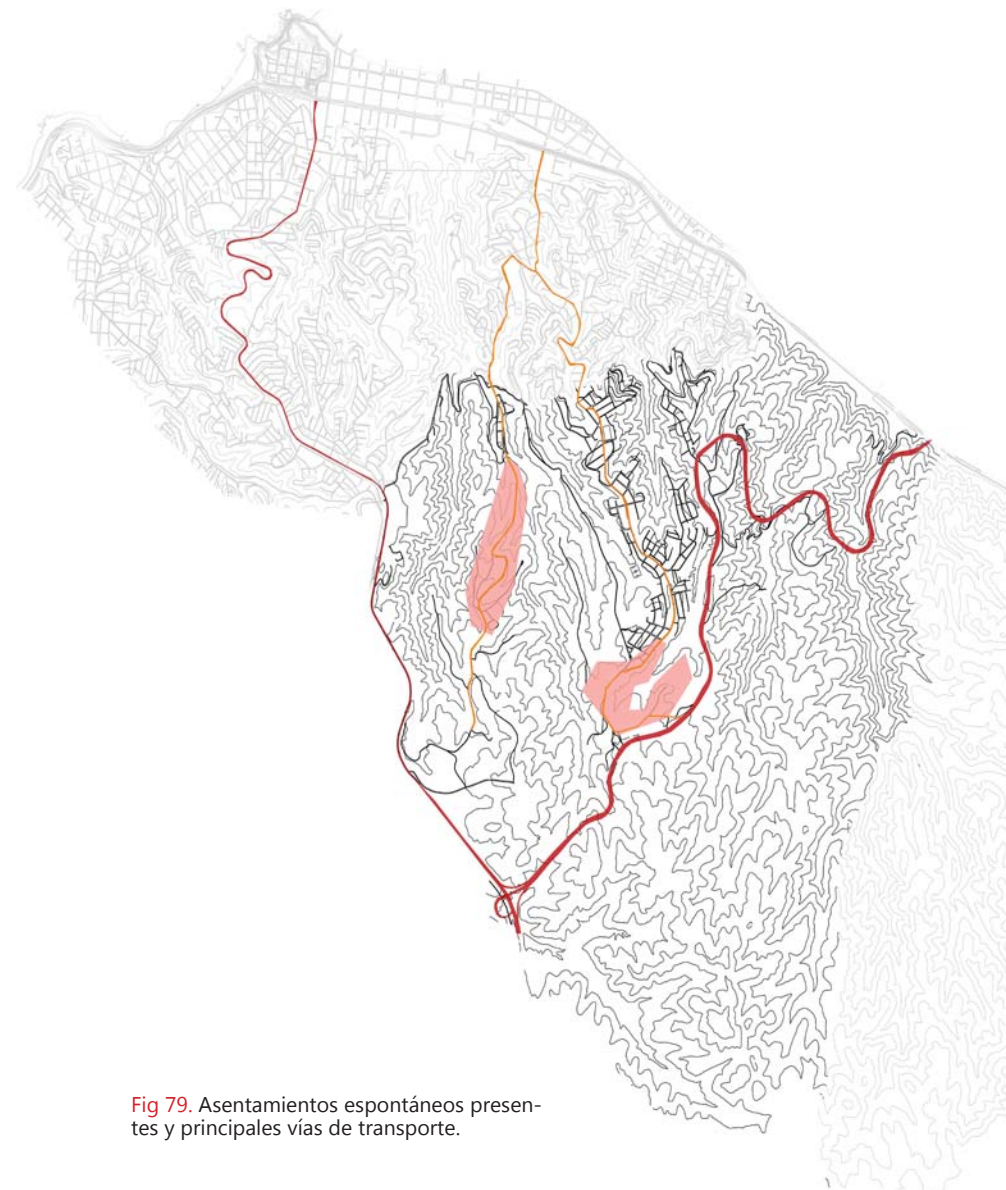 Fig 79. Asentamientos espontáneos presen-
tes y principales vías de transporte.